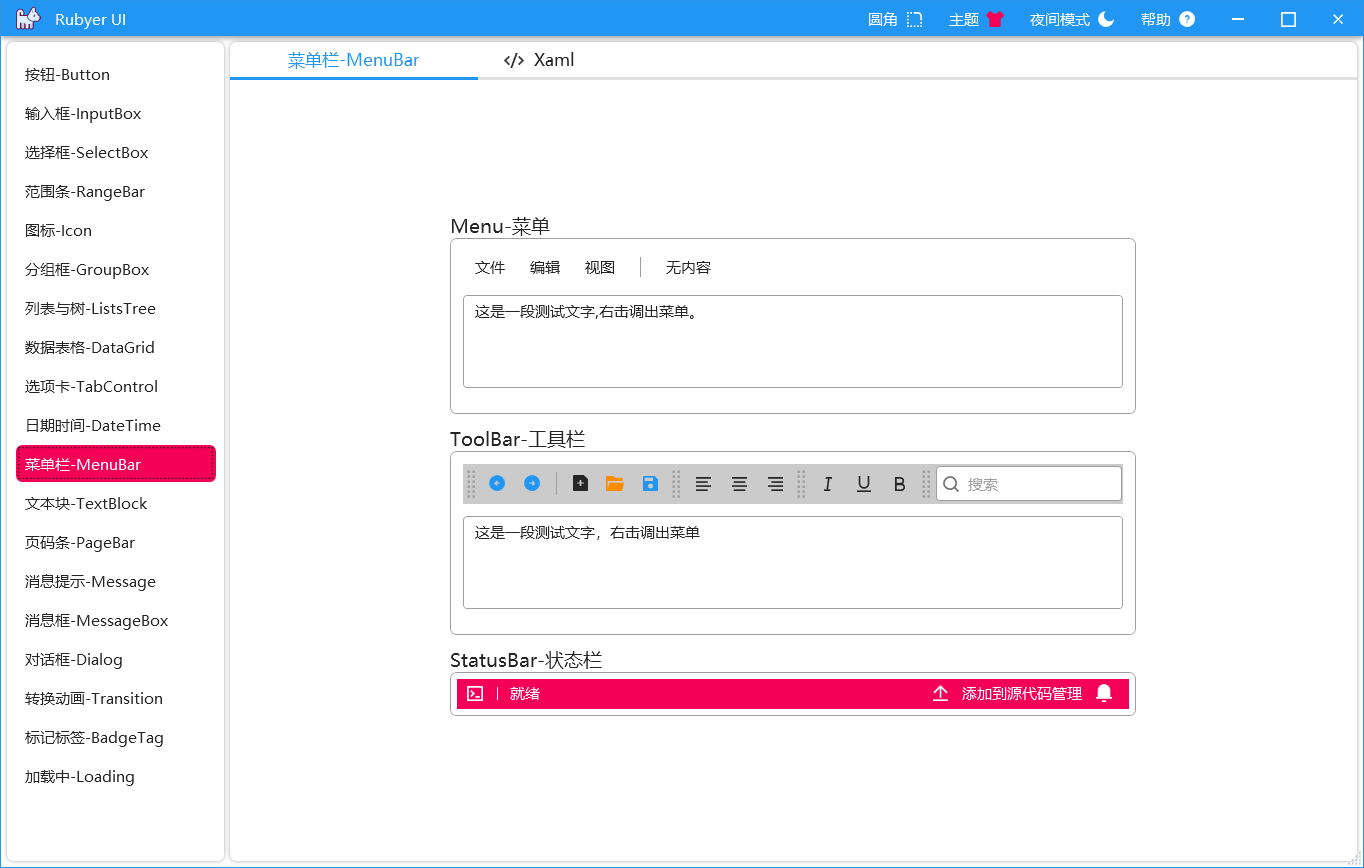 Rubyer UI
圆角
主题
夜间模式
帮助
按钮-Button
输入框-InputBox
选择框-SelectBox
范围条-RangeBar
图标-Icon
分组框-GroupBox
列表与树-ListsTree
数据表格-DataGrid
选项卡-TabControl
日期时间-DateTime
菜单栏-MenuBar
文本块-TextBlock
页码条-PageBar
消息提示-Message
消息框-MessageBox
对话框-Dialog
转换动画-Transition
标记标签-BadgeTag
加载中-Loading
菜单栏-MenuBar
</> Xaml
Menu-菜单
文件 编辑 视图 无内容
这是一段测试文字,右击调出菜单。
ToolBar-工具栏
I U B 搜索
这是一段测试文字，右击调出菜单
StatusBar-状态栏
就绪 添加到源代码管理